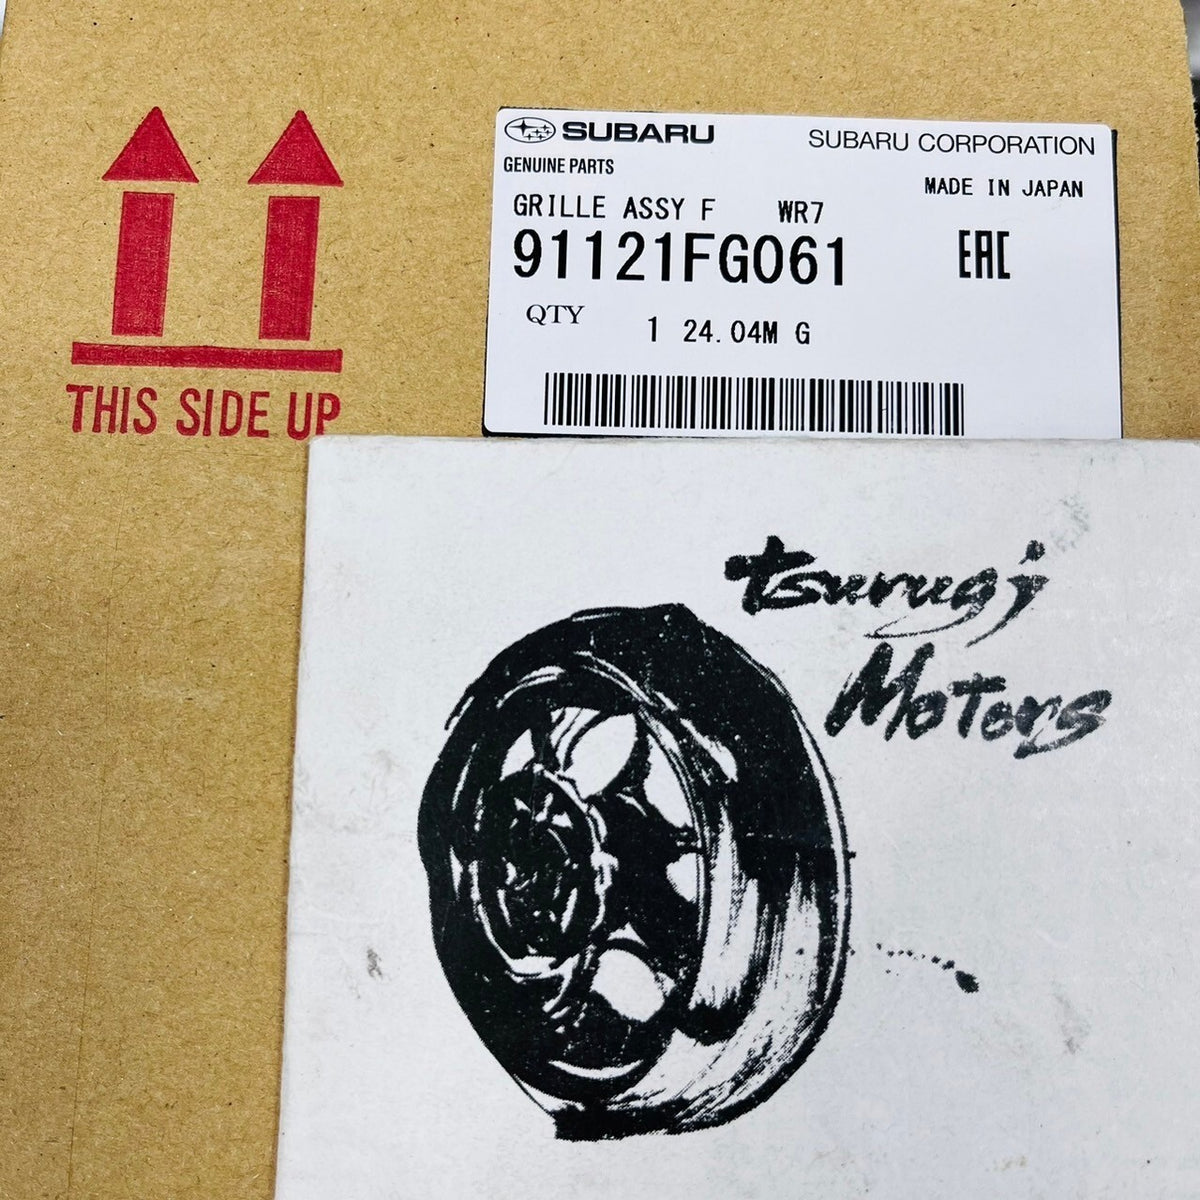 THIS SIDE UP
SUBARU
SUBARU CORPORATION
GENUINE PARTS
MADE IN JAPAN
GRILLE ASSY F WR7
91121FG061
EAC
QTY 1 24.04M G
tsurugi
Motors